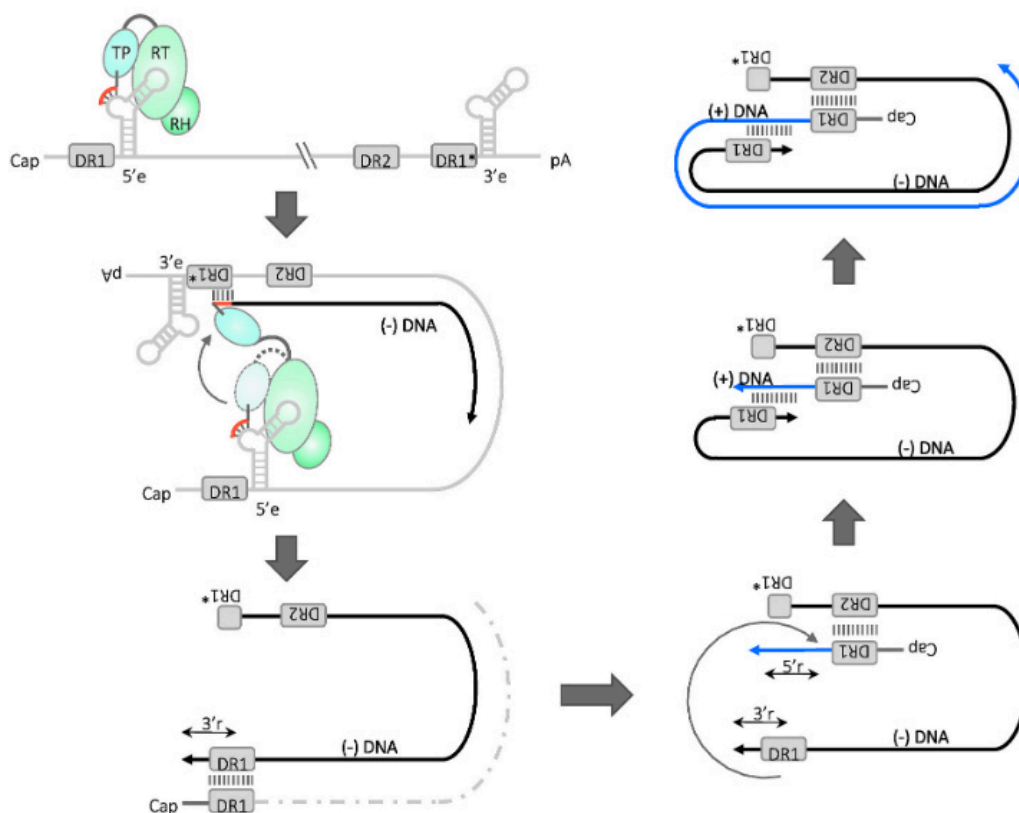 TP RT
RH
Cap DR1 DR2 DR1* pA
5'e 3'e
3'e
pA DR1* DR2
(-) DNA
Cap DR1
5'e
DR1*
DR2
3'r
(-) DNA
DR1
Cap DR1
DR1*
DR2
DR1 Cap
5'r
3'r
(-) DNA
DR1
DR1*
DR2
(+) DNA
DR1 Cap
DR1
(-) DNA
DR1*
DR2
(+) DNA
DR1 Cap
DR1
(-) DNA